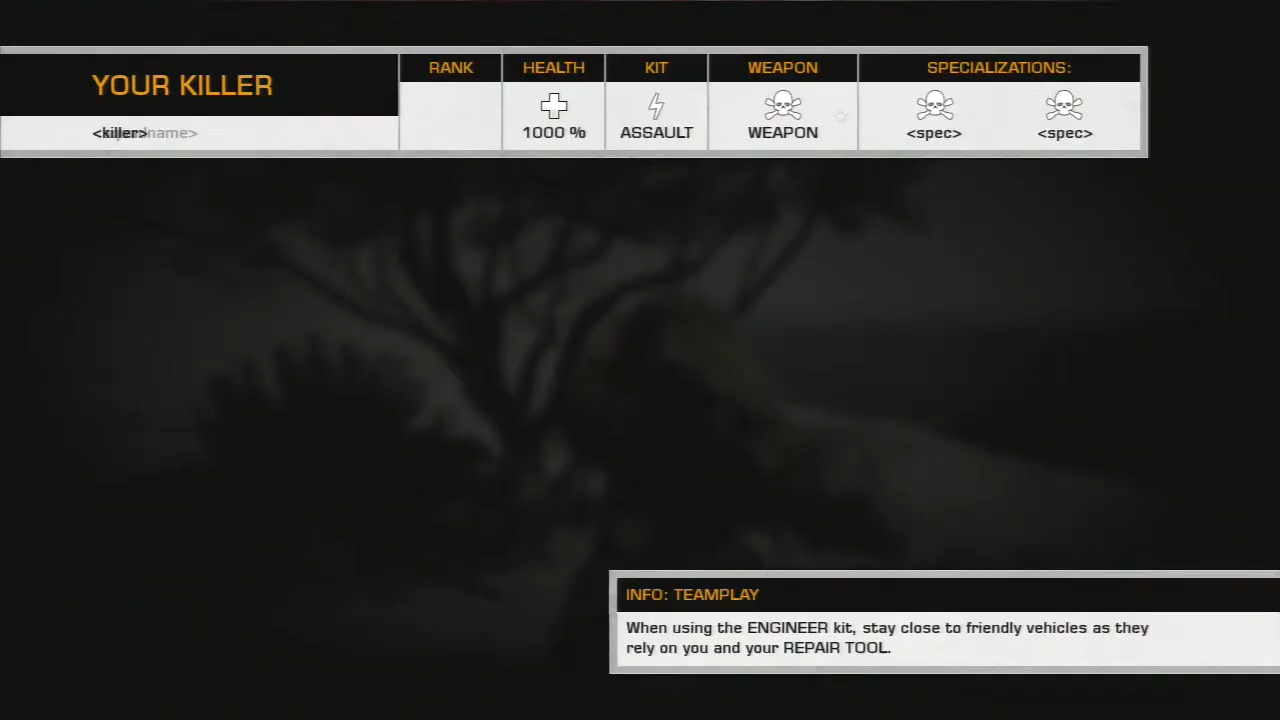 YOUR KILLER
RANK
HEALTH
KIT
WEAPON
SPECIALIZATIONS:
<killer>
name>
1000 %
ASSAULT
WEAPON
<spec>
<spec>
INFO: TEAMPLAY
When using the ENGINEER kit, stay close to friendly vehicles as they
rely on you and your REPAIR TOOL.